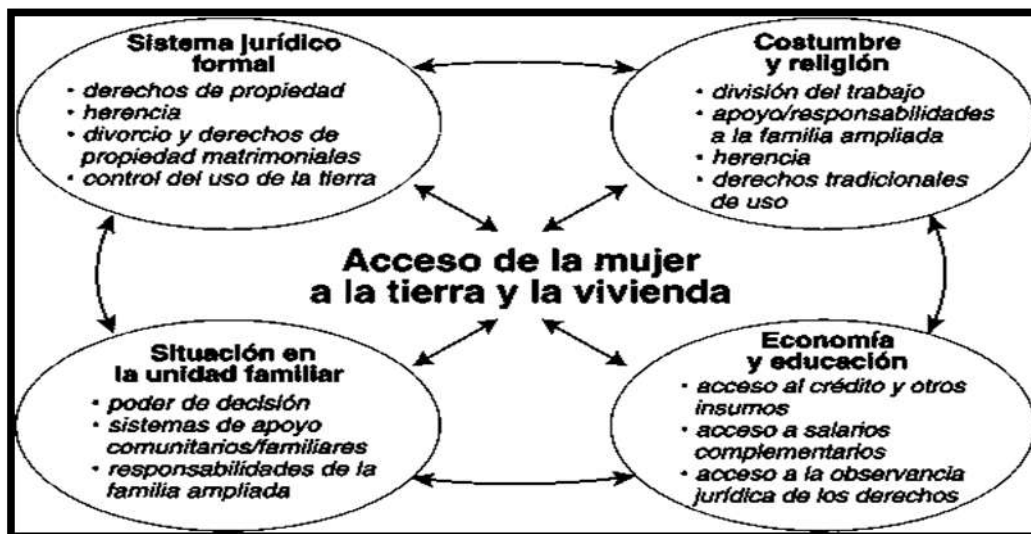 Sistema jurídico
formal
• derechos de propiedad
• herencia
• divorcio y derechos de
propiedad matrimoniales
• control del uso de la tierra
Costumbre
y religión
• división del trabajo
• apoyo/responsabilidades
a la familia ampliada
• herencia
• derechos tradicionales
de uso
Acceso de la mujer
a la tierra y la vivienda
Situación en
la unidad familiar
• poder de decisión
• sistemas de apoyo
comunitarios/familiares
• responsabilidades de la
familia ampliada
Economía
y educación
• acceso al crédito y otros
insumos
• acceso a salarios
complementarios
• acceso a la observancia
jurídica de los derechos